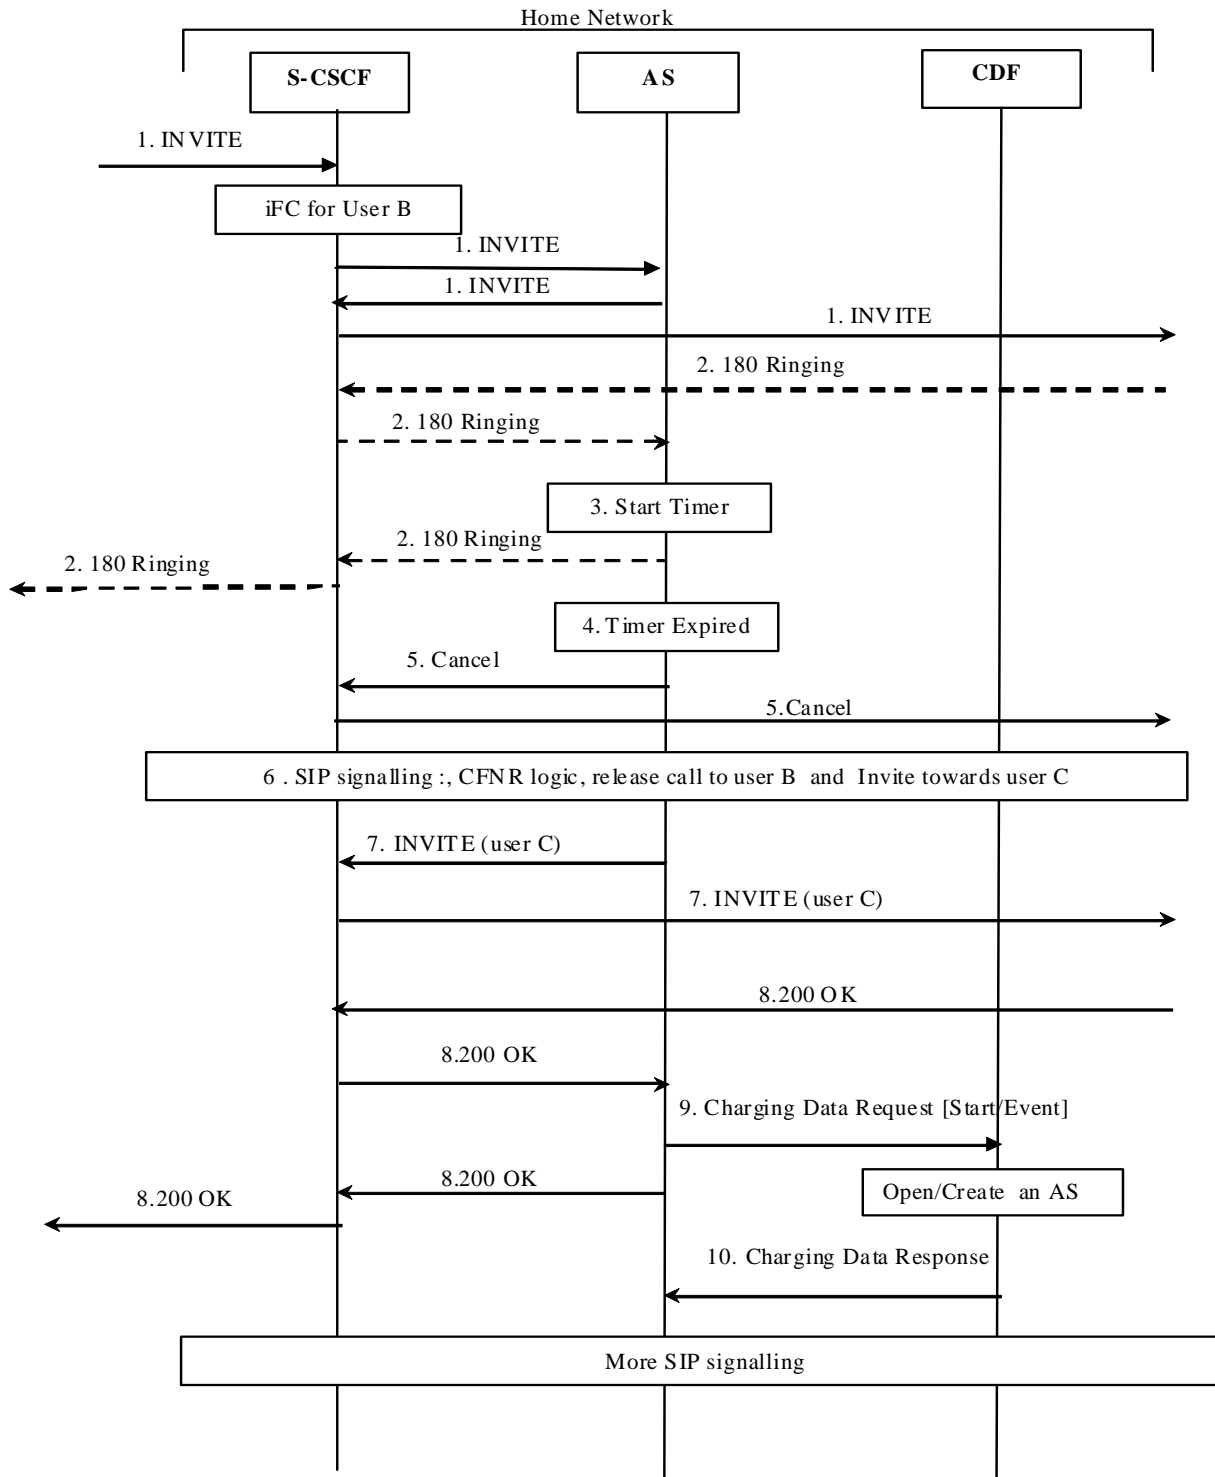 Home Network
S-CSCF
AS
CDF
1. INVITE
iFC for User B
1. INVITE
1. INVITE
1. INVITE
2. 180 Ringing
2. 180 Ringing
3. Start Timer
2. 180 Ringing
2. 180 Ringing
4. Timer Expired
5. Cancel
5.Cancel
6 . SIP signalling :, CFNR logic, release call to user B and Invite towards user C
7. INVITE (user C)
7. INVITE (user C)
8.200 OK
8.200 OK
9. Charging Data Request [Start/Event]
8.200 OK
Open/Create an AS
8.200 OK
10. Charging Data Response
More SIP signalling